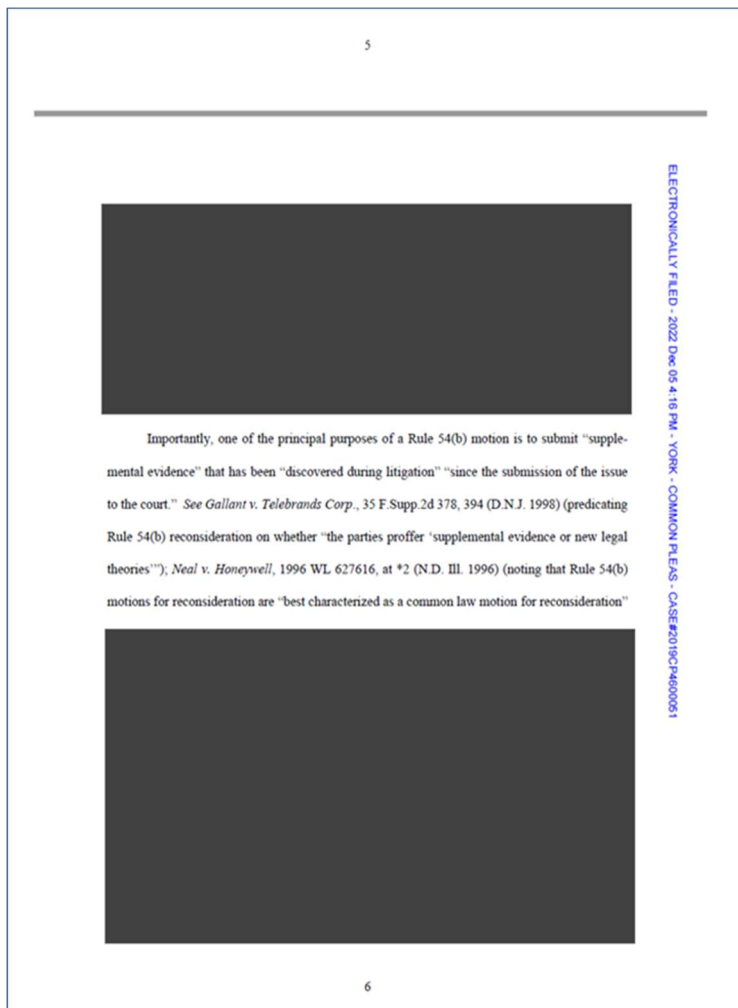 5
ELECTRONICALLY FILED - 2022 Dec 05 4:16 PM - YORK - COMMON PLEAS - CASE#2019CP4600051
Importantly, one of the principal purposes of a Rule 54(b) motion is to submit “supple-
mental evidence” that has been “discovered during litigation” “since the submission of the issue
to the court.” See Gallant v. Telebrands Corp., 35 F.Supp.2d 378, 394 (D.N.J. 1998) (predicating
Rule 54(b) reconsideration on whether “the parties proffer ‘supplemental evidence or new legal
theories’”); Neal v. Honeywell, 1996 WL 627616, at *2 (N.D. Ill. 1996) (noting that Rule 54(b)
motions for reconsideration are “best characterized as a common law motion for reconsideration”
6